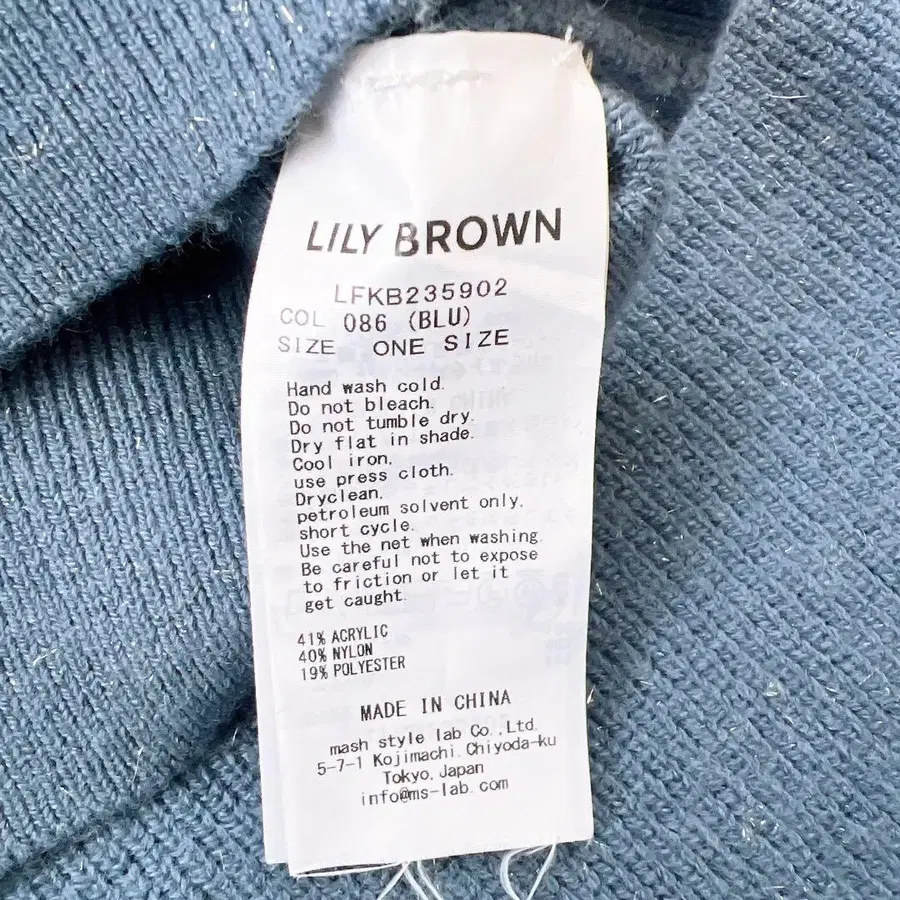 LILY BROWN
LFKB235902
COL 086 (BLU)
SIZE ONE SIZE
Hand wash cold.
Do not bleach.
Do not tumble dry.
Dry flat in shade.
Cool iron,
use press cloth.
Dryclean,
petroleum solvent only,
short cycle.
Use the net when washing.
Be careful not to expose
to friction or let it
get caught.
41% ACRYLIC
40% NYLON
19% POLYESTER
MADE IN CHINA
mash style lab Co.,Ltd.
5-7-1 Kojimachi, Chiyoda-ku
Tokyo, Japan
info@ms-lab.com